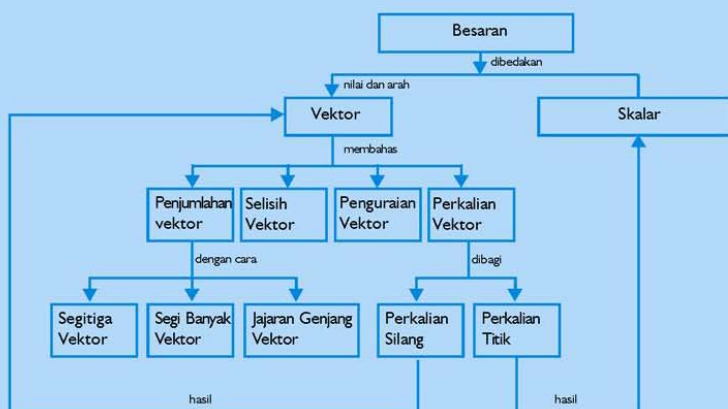 Besaran
dibedakan
nilai dan arah
Vektor
Skalar
membahas
Penjumlahan
vektor
Selisih
Vektor
Penguraian
Vektor
Perkalian
Vektor
dengan cara
dibagi
Segitiga
Vektor
Segi Banyak
Vektor
Jajaran Genjang
Vektor
Perkalian
Silang
Perkalian
Titik
hasil
hasil